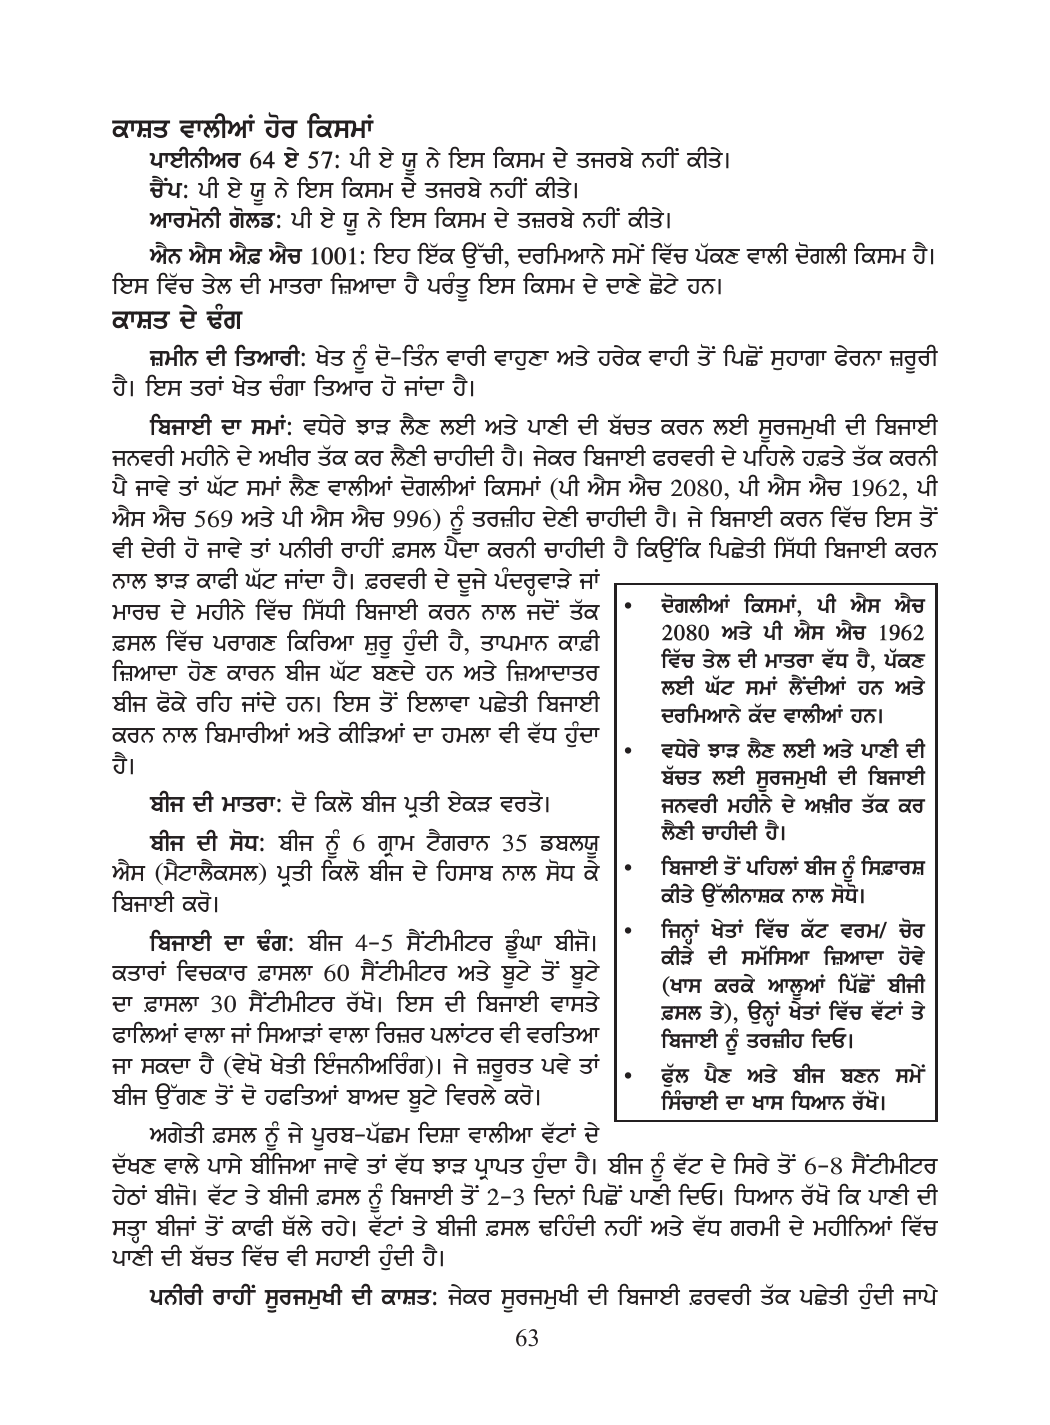 ਕਾਸ਼ਤ ਵਾਲੀਆਂ ਹੋਰ ਕਿਸਮਾਂ
ਪਾਈਨੀਅਰ 64 ਏ 57: ਪੀ ਏ ਯੂ ਨੇ ਇਸ ਕਿਸਮ ਦੇ ਤਜਰਬੇ ਨਹੀਂ ਕੀਤੇ।
ਚੈਂਪ: ਪੀ ਏ ਯੂ ਨੇ ਇਸ ਕਿਸਮ ਦੇ ਤਜਰਬੇ ਨਹੀਂ ਕੀਤੇ।
ਆਰਮੋਨੀ ਗੋਲਡ: ਪੀ ਏ ਯੂ ਨੇ ਇਸ ਕਿਸਮ ਦੇ ਤਜ਼ਰਬੇ ਨਹੀਂ ਕੀਤੇ।
ਐਨ ਐਸ ਐਫ਼ ਐਚ 1001: ਇਹ ਇੱਕ ਉੱਚੀ, ਦਰਮਿਆਨੇ ਸਮੇਂ ਵਿੱਚ ਪੱਕਣ ਵਾਲੀ ਦੋਗਲੀ ਕਿਸਮ ਹੈ।
ਇਸ ਵਿੱਚ ਤੇਲ ਦੀ ਮਾਤਰਾ ਜ਼ਿਆਦਾ ਹੈ ਪਰੰਤੂ ਇਸ ਕਿਸਮ ਦੇ ਦਾਣੇ ਛੋਟੇ ਹਨ।
ਕਾਸ਼ਤ ਦੇ ਢੰਗ
ਜ਼ਮੀਨ ਦੀ ਤਿਆਰੀ: ਖੇਤ ਨੂੰ ਦੋ-ਤਿੰਨ ਵਾਰੀ ਵਾਹੁਣਾ ਅਤੇ ਹਰੇਕ ਵਾਹੀ ਤੋਂ ਪਿਛੋਂ ਸੁਹਾਗਾ ਫੇਰਨਾ ਜ਼ਰੂਰੀ
ਹੈ। ਇਸ ਤਰਾਂ ਖੇਤ ਚੰਗਾ ਤਿਆਰ ਹੋ ਜਾਂਦਾ ਹੈ।
ਬਿਜਾਈ ਦਾ ਸਮਾਂ: ਵਧੇਰੇ ਝਾੜ ਲੈਣ ਲਈ ਅਤੇ ਪਾਣੀ ਦੀ ਬੱਚਤ ਕਰਨ ਲਈ ਸੂਰਜਮੁਖੀ ਦੀ ਬਿਜਾਈ
ਜਨਵਰੀ ਮਹੀਨੇ ਦੇ ਅਖੀਰ ਤੱਕ ਕਰ ਲੈਣੀ ਚਾਹੀਦੀ ਹੈ। ਜੇਕਰ ਬਿਜਾਈ ਫਰਵਰੀ ਦੇ ਪਹਿਲੇ ਹਫ਼ਤੇ ਤੱਕ ਕਰਨੀ
ਪੈ ਜਾਵੇ ਤਾਂ ਘੱਟ ਸਮਾਂ ਲੈਣ ਵਾਲੀਆਂ ਦੋਗਲੀਆਂ ਕਿਸਮਾਂ (ਪੀ ਐਸ ਐਚ 2080, ਪੀ ਐਸ ਐਚ 1962, ਪੀ
ਐਸ ਐਚ 569 ਅਤੇ ਪੀ ਐਸ ਐਚ 996) ਨੂੰ ਤਰਜ਼ੀਹ ਦੇਣੀ ਚਾਹੀਦੀ ਹੈ। ਜੇ ਬਿਜਾਈ ਕਰਨ ਵਿੱਚ ਇਸ ਤੋਂ
ਵੀ ਦੇਰੀ ਹੋ ਜਾਵੇ ਤਾਂ ਪਨੀਰੀ ਰਾਹੀਂ ਫ਼ਸਲ ਪੈਦਾ ਕਰਨੀ ਚਾਹੀਦੀ ਹੈ ਕਿਉਂਕਿ ਪਿਛੇਤੀ ਸਿੱਧੀ ਬਿਜਾਈ ਕਰਨ
ਨਾਲ ਝਾੜ ਕਾਫੀ ਘੱਟ ਜਾਂਦਾ ਹੈ। ਫ਼ਰਵਰੀ ਦੇ ਦੂਜੇ ਪੰਦਰ੍ਹਵਾੜੇ ਜਾਂ
ਮਾਰਚ ਦੇ ਮਹੀਨੇ ਵਿੱਚ ਸਿੱਧੀ ਬਿਜਾਈ ਕਰਨ ਨਾਲ ਜਦੋਂ ਤੱਕ
ਫ਼ਸਲ ਵਿੱਚ ਪਰਾਗਣ ਕਿਰਿਆ ਸ਼ੁਰੂ ਹੁੰਦੀ ਹੈ, ਤਾਪਮਾਨ ਕਾਫ਼ੀ
ਜ਼ਿਆਦਾ ਹੋਣ ਕਾਰਨ ਬੀਜ ਘੱਟ ਬਣਦੇ ਹਨ ਅਤੇ ਜ਼ਿਆਦਾਤਰ
ਬੀਜ ਫੋਕੇ ਰਹਿ ਜਾਂਦੇ ਹਨ। ਇਸ ਤੋਂ ਇਲਾਵਾ ਪਛੇਤੀ ਬਿਜਾਈ
ਕਰਨ ਨਾਲ ਬਿਮਾਰੀਆਂ ਅਤੇ ਕੀੜਿਆਂ ਦਾ ਹਮਲਾ ਵੀ ਵੱਧ ਹੁੰਦਾ
ਹੈ।
ਬੀਜ ਦੀ ਮਾਤਰਾ: ਦੋ ਕਿਲੋ ਬੀਜ ਪ੍ਰਤੀ ਏਕੜ ਵਰਤੋ।
ਬੀਜ ਦੀ ਸੋਧ: ਬੀਜ ਨੂੰ 6 ਗ੍ਰਾਮ ਟੈਗਰਾਨ 35 ਡਬਲਯੂ
ਐਸ (ਮੈਟਾਲੈਕਸਲ) ਪ੍ਰਤੀ ਕਿਲੋ ਬੀਜ ਦੇ ਹਿਸਾਬ ਨਾਲ ਸੋਧ ਕੇ
ਬਿਜਾਈ ਕਰੋ।
ਬਿਜਾਈ ਦਾ ਢੰਗ: ਬੀਜ 4-5 ਸੈਂਟੀਮੀਟਰ ਡੂੰਘਾ ਬੀਜੋ।
ਕਤਾਰਾਂ ਵਿਚਕਾਰ ਫ਼ਾਸਲਾ 60 ਸੈਂਟੀਮੀਟਰ ਅਤੇ ਬੂਟੇ ਤੋਂ ਬੂਟੇ
ਦਾ ਫ਼ਾਸਲਾ 30 ਸੈਂਟੀਮੀਟਰ ਰੱਖੋ। ਇਸ ਦੀ ਬਿਜਾਈ ਵਾਸਤੇ
ਫਾਲਿਆਂ ਵਾਲਾ ਜਾਂ ਸਿਆੜਾਂ ਵਾਲਾ ਰਿਜ਼ਰ ਪਲਾਂਟਰ ਵੀ ਵਰਤਿਆ
ਜਾ ਸਕਦਾ ਹੈ (ਵੇਖੋ ਖੇਤੀ ਇੰਜਨੀਅਰਿੰਗ)। ਜੇ ਜ਼ਰੂਰਤ ਪਵੇ ਤਾਂ
ਬੀਜ ਉੱਗਣ ਤੋਂ ਦੋ ਹਫਤਿਆਂ ਬਾਅਦ ਬੂਟੇ ਵਿਰਲੇ ਕਰੋ।
• ਦੋਗਲੀਆਂ ਕਿਸਮਾਂ, ਪੀ ਐਸ ਐਚ
2080 ਅਤੇ ਪੀ ਐਸ ਐਚ 1962
ਵਿੱਚ ਤੇਲ ਦੀ ਮਾਤਰਾ ਵੱਧ ਹੈ, ਪੱਕਣ
ਲਈ ਘੱਟ ਸਮਾਂ ਲੈਂਦੀਆਂ ਹਨ ਅਤੇ
ਦਰਮਿਆਨੇ ਕੱਦ ਵਾਲੀਆਂ ਹਨ।
• ਵਧੇਰੇ ਝਾੜ ਲੈਣ ਲਈ ਅਤੇ ਪਾਣੀ ਦੀ
ਬੱਚਤ ਲਈ ਸੂਰਜਮੁਖੀ ਦੀ ਬਿਜਾਈ
ਜਨਵਰੀ ਮਹੀਨੇ ਦੇ ਅਖ਼ੀਰ ਤੱਕ ਕਰ
ਲੈਣੀ ਚਾਹੀਦੀ ਹੈ।
• ਬਿਜਾਈ ਤੋਂ ਪਹਿਲਾਂ ਬੀਜ ਨੂੰ ਸਿਫ਼ਾਰਸ਼
ਕੀਤੇ ਉੱਲੀਨਾਸ਼ਕ ਨਾਲ ਸੋਧੋ।
• ਜਿਨ੍ਹਾਂ ਖੇਤਾਂ ਵਿੱਚ ਕੱਟ ਵਰਮ/ ਚੋਰ
ਕੀੜੇ ਦੀ ਸਮੱਸਿਆ ਜ਼ਿਆਦਾ ਹੋਵੇ
(ਖਾਸ ਕਰਕੇ ਆਲੂਆਂ ਪਿੱਛੋਂ ਬੀਜੀ
ਫ਼ਸਲ ਤੇ), ਉਨ੍ਹਾਂ ਖੇਤਾਂ ਵਿੱਚ ਵੱਟਾਂ ਤੇ
ਬਿਜਾਈ ਨੂੰ ਤਰਜ਼ੀਹ ਦਿਓ।
• ਫੁੱਲ ਪੈਣ ਅਤੇ ਬੀਜ ਬਣਨ ਸਮੇਂ
ਸਿੰਚਾਈ ਦਾ ਖਾਸ ਧਿਆਨ ਰੱਖੋ।
ਅਗੇਤੀ ਫ਼ਸਲ ਨੂੰ ਜੇ ਪੂਰਬ-ਪੱਛਮ ਦਿਸ਼ਾ ਵਾਲੀਆ ਵੱਟਾਂ ਦੇ
ਦੱਖਣ ਵਾਲੇ ਪਾਸੇ ਬੀਜਿਆ ਜਾਵੇ ਤਾਂ ਵੱਧ ਝਾੜ ਪ੍ਰਾਪਤ ਹੁੰਦਾ ਹੈ। ਬੀਜ ਨੂੰ ਵੱਟ ਦੇ ਸਿਰੇ ਤੋਂ 6-8 ਸੈਂਟੀਮੀਟਰ
ਹੇਠਾਂ ਬੀਜੋ। ਵੱਟ ਤੇ ਬੀਜੀ ਫ਼ਸਲ ਨੂੰ ਬਿਜਾਈ ਤੋਂ 2-3 ਦਿਨਾਂ ਪਿਛੋਂ ਪਾਣੀ ਦਿਓ। ਧਿਆਨ ਰੱਖੋ ਕਿ ਪਾਣੀ ਦੀ
ਸਤ੍ਹਾ ਬੀਜਾਂ ਤੋਂ ਕਾਫੀ ਥੱਲੇ ਰਹੇ। ਵੱਟਾਂ ਤੇ ਬੀਜੀ ਫ਼ਸਲ ਢਹਿੰਦੀ ਨਹੀਂ ਅਤੇ ਵੱਧ ਗਰਮੀ ਦੇ ਮਹੀਨਿਆਂ ਵਿੱਚ
ਪਾਣੀ ਦੀ ਬੱਚਤ ਵਿੱਚ ਵੀ ਸਹਾਈ ਹੁੰਦੀ ਹੈ।
ਪਨੀਰੀ ਰਾਹੀਂ ਸੂਰਜਮੁਖੀ ਦੀ ਕਾਸ਼ਤ: ਜੇਕਰ ਸੂਰਜਮੁਖੀ ਦੀ ਬਿਜਾਈ ਫ਼ਰਵਰੀ ਤੱਕ ਪਛੇਤੀ ਹੁੰਦੀ ਜਾਪੇ
63